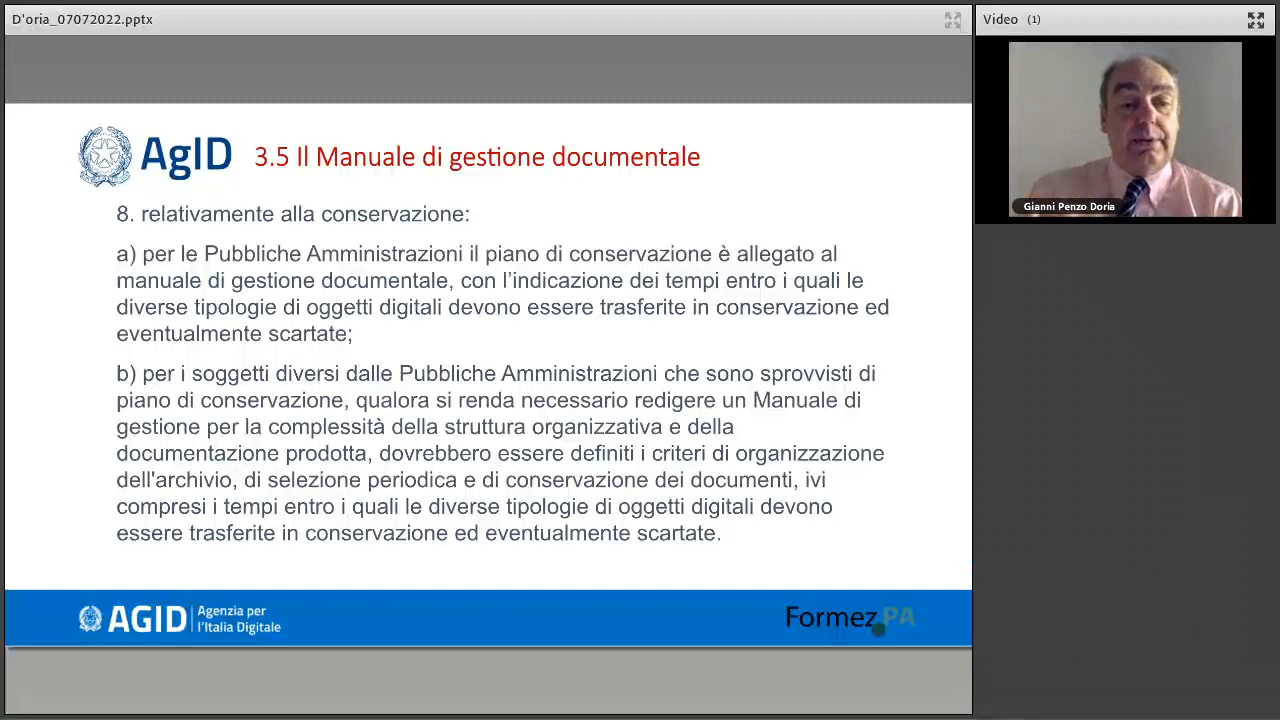 D'oria_07072022.pptx
Video (1)
Gianni Penzo Doria
AgID
3.5 Il Manuale di gestione documentale
8. relativamente alla conservazione:
a) per le Pubbliche Amministrazioni il piano di conservazione è allegato al
manuale di gestione documentale, con l’indicazione dei tempi entro i quali le
diverse tipologie di oggetti digitali devono essere trasferite in conservazione ed
eventualmente scartate;
b) per i soggetti diversi dalle Pubbliche Amministrazioni che sono sprovvisti di
piano di conservazione, qualora si renda necessario redigere un Manuale di
gestione per la complessità della struttura organizzativa e della
documentazione prodotta, dovrebbero essere definiti i criteri di organizzazione
dell'archivio, di selezione periodica e di conservazione dei documenti, ivi
compresi i tempi entro i quali le diverse tipologie di oggetti digitali devono
essere trasferite in conservazione ed eventualmente scartate.
AGID
Agenzia per
l'Italia Digitale
Formez PA